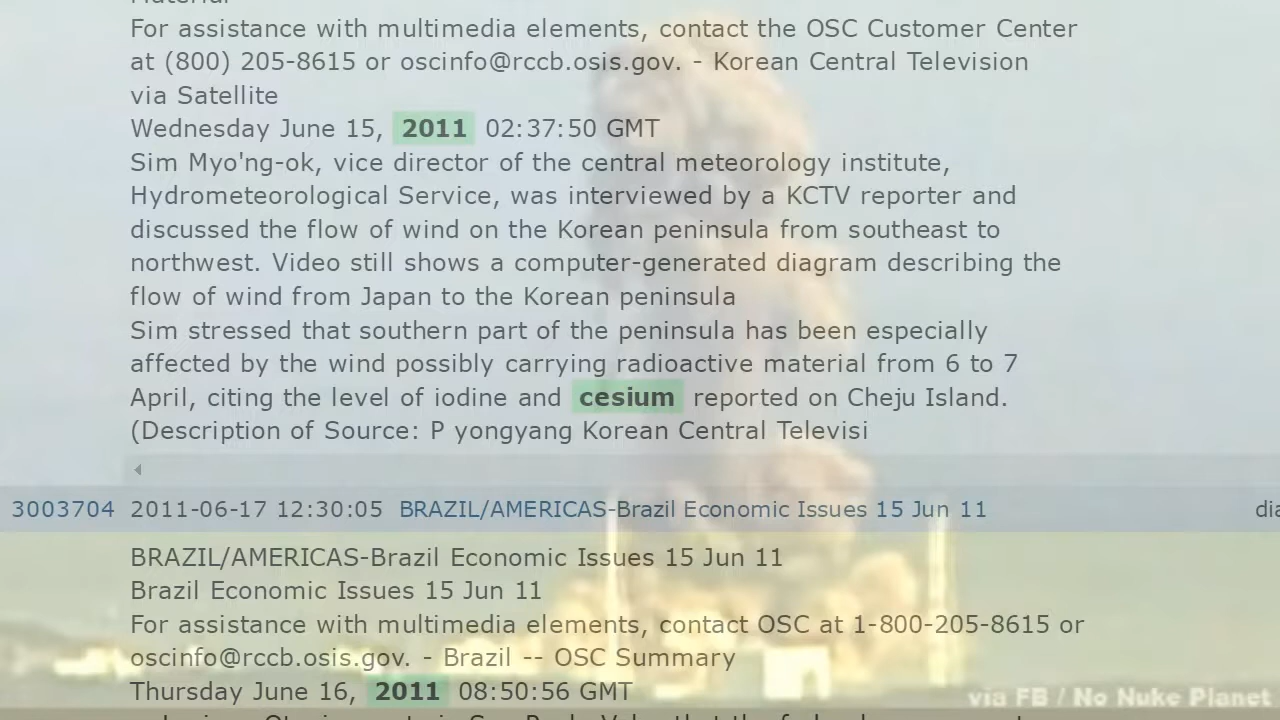 Material
For assistance with multimedia elements, contact the OSC Customer Center
at (800) 205-8615 or oscinfo@rccb.osis.gov. - Korean Central Television
via Satellite
Wednesday June 15, 2011 02:37:50 GMT
Sim Myo'ng-ok, vice director of the central meteorology institute,
Hydrometeorological Service, was interviewed by a KCTV reporter and
discussed the flow of wind on the Korean peninsula from southeast to
northwest. Video still shows a computer-generated diagram describing the
flow of wind from Japan to the Korean peninsula
Sim stressed that southern part of the peninsula has been especially
affected by the wind possibly carrying radioactive material from 6 to 7
April, citing the level of iodine and cesium reported on Cheju Island.
(Description of Source: P yongyang Korean Central Televisi
3003704 2011-06-17 12:30:05 BRAZIL/AMERICAS-Brazil Economic Issues 15 Jun 11 dia
BRAZIL/AMERICAS-Brazil Economic Issues 15 Jun 11
Brazil Economic Issues 15 Jun 11
For assistance with multimedia elements, contact OSC at 1-800-205-8615 or
oscinfo@rccb.osis.gov. - Brazil -- OSC Summary
Thursday June 16, 2011 08:50:56 GMT
via FB / No Nuke Planet